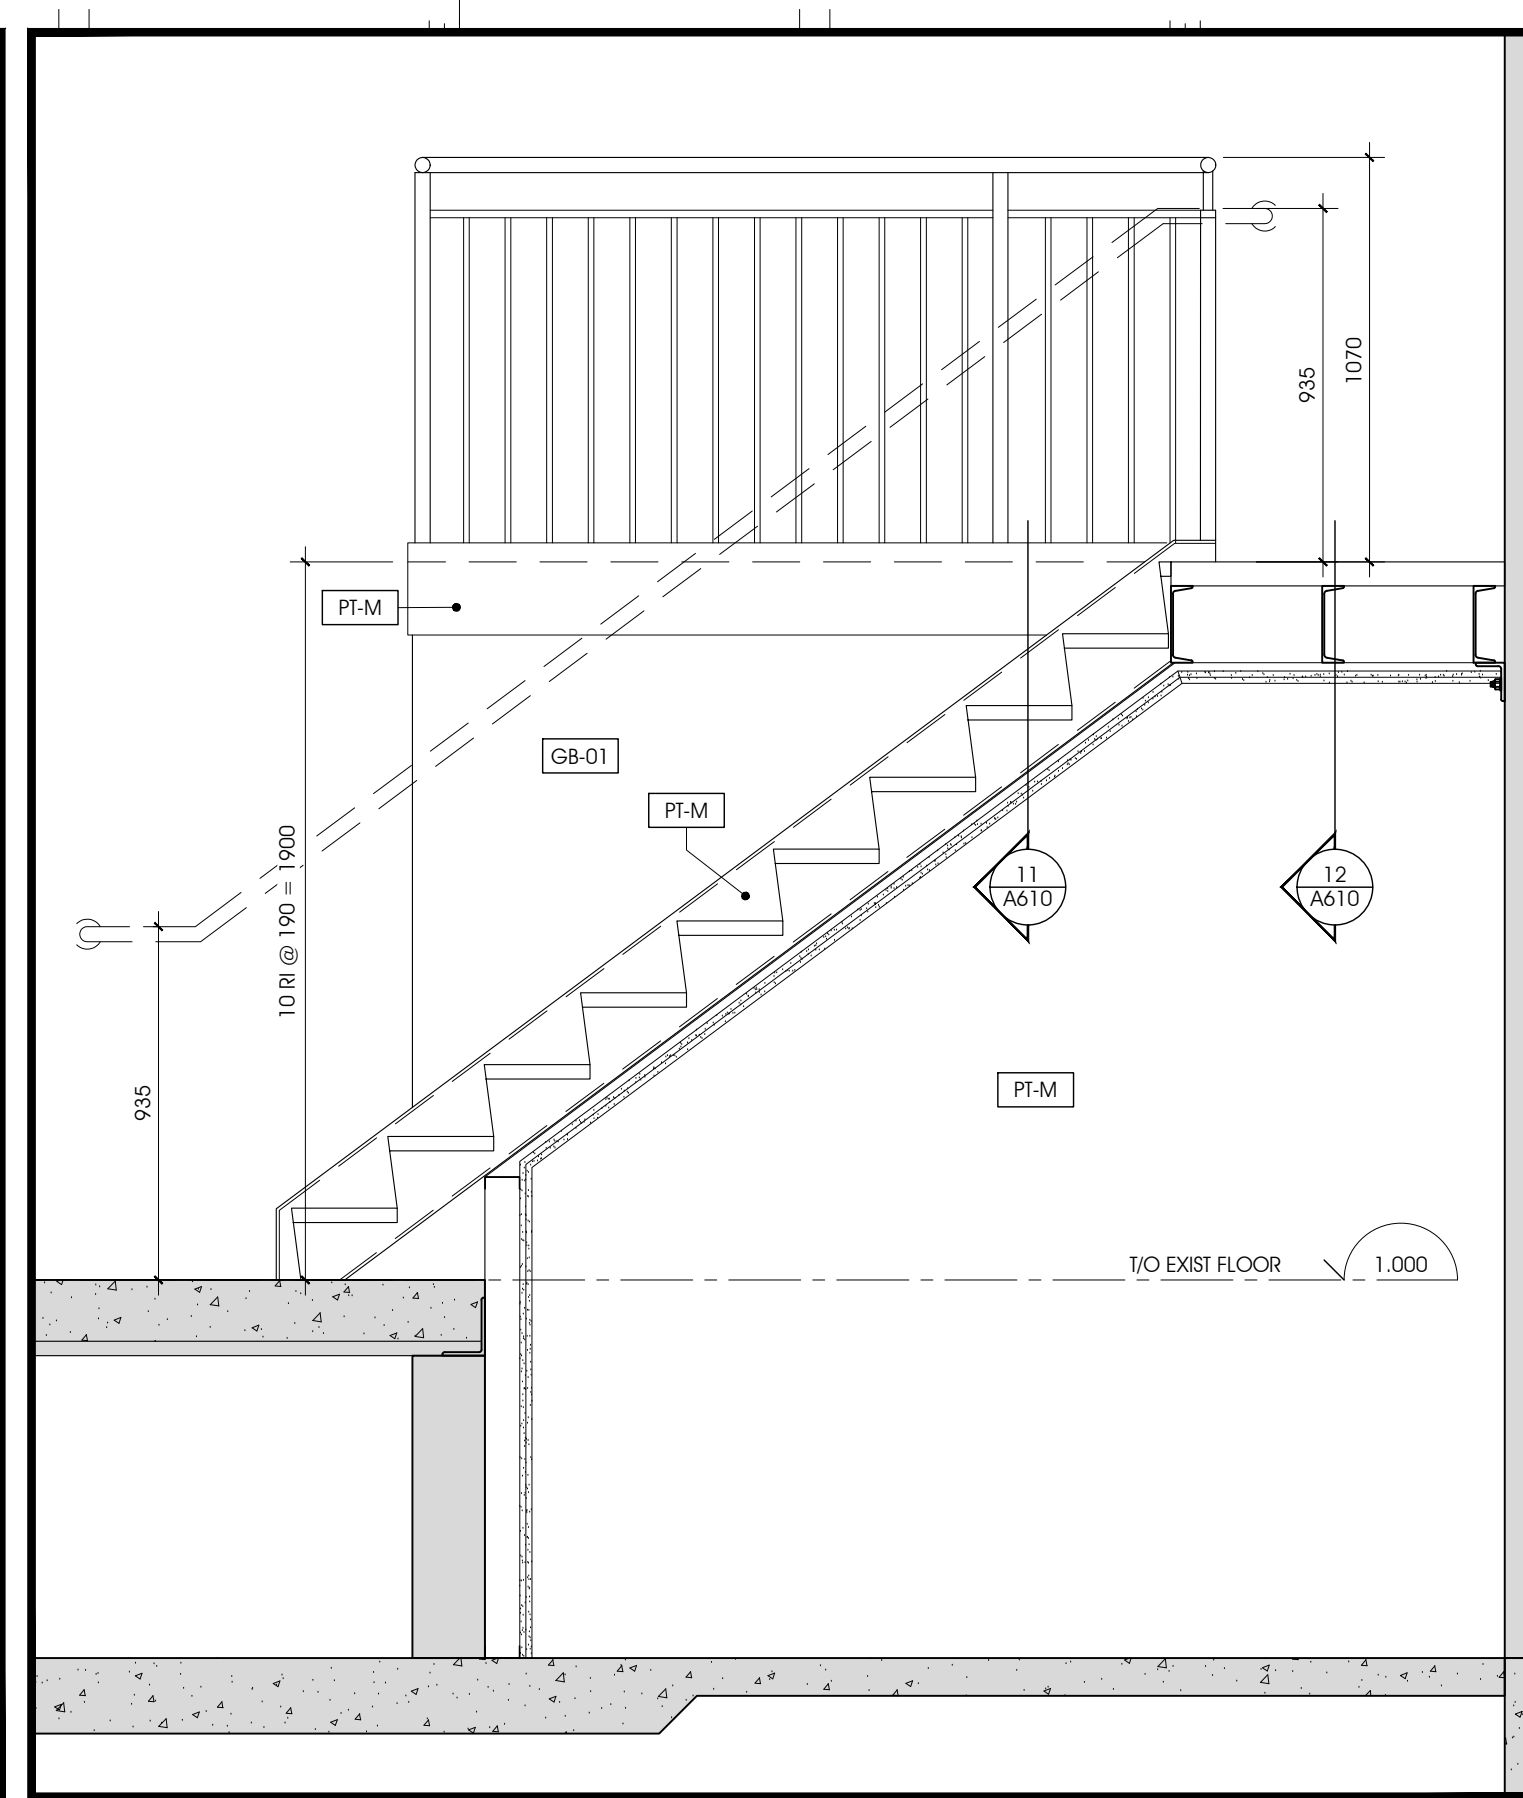 1070
935
PT-M
GB-01
PT-M
10 RI @ 190 = 1900
11
A610
12
A610
935
PT-M
T/O EXIST FLOOR
1.000